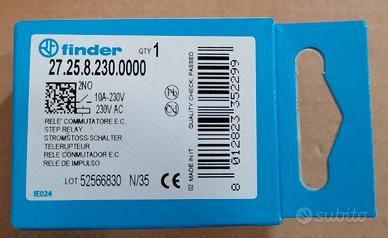 finder
QTY 1
27.25.8.230.0000
2NO
10A-230V
230V AC
RELE' COMMUTATORE E.C.
STEP RELAY
STROMSTOSS-SCHALTER
TELERUPTEUR
RELE CONMUTADOR E.C.
RELE DE IMPULSO
LOT 52566830 N/35
IE024
02 MADE IN IT
QUALITY CHECK: PASSED
8 012823 352299
subito